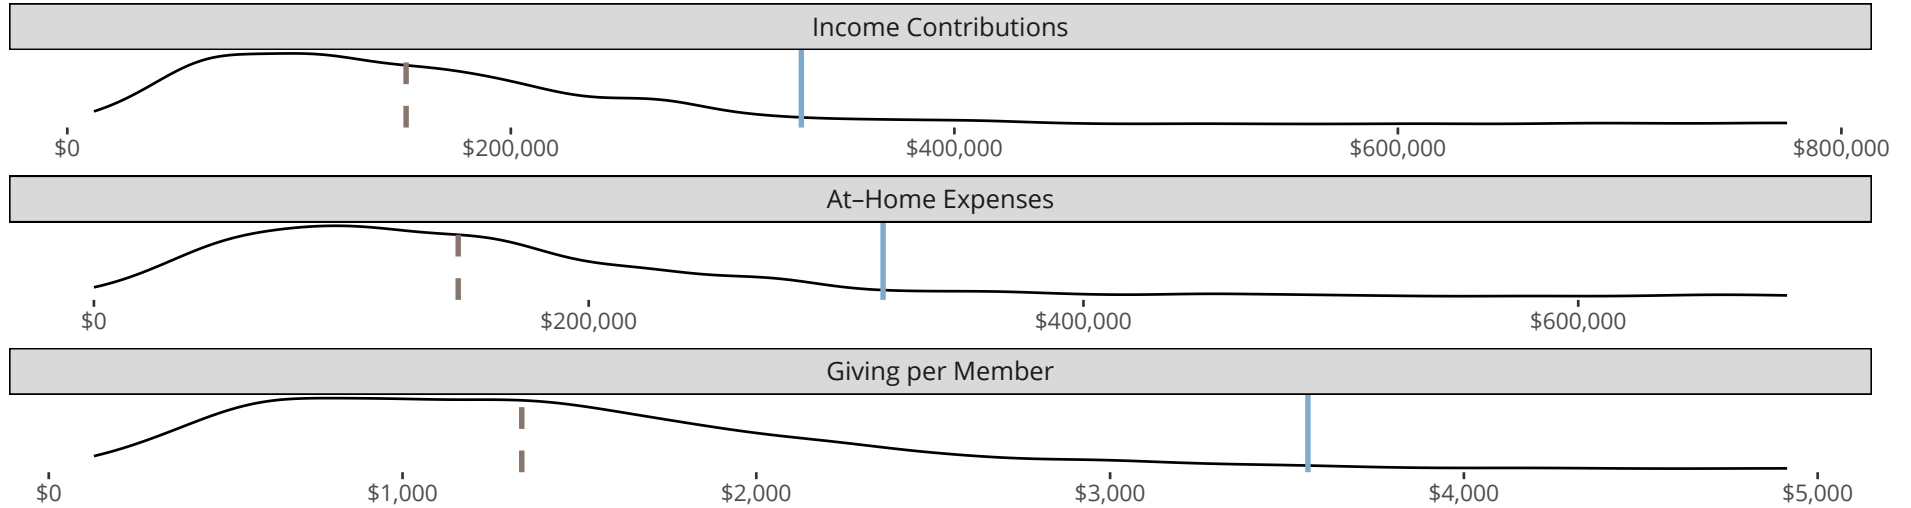 Income Contributions
$0 $200,000 $400,000 $600,000 $800,000
At–Home Expenses
$0 $200,000 $400,000 $600,000
Giving per Member
$0 $1,000 $2,000 $3,000 $4,000 $5,000